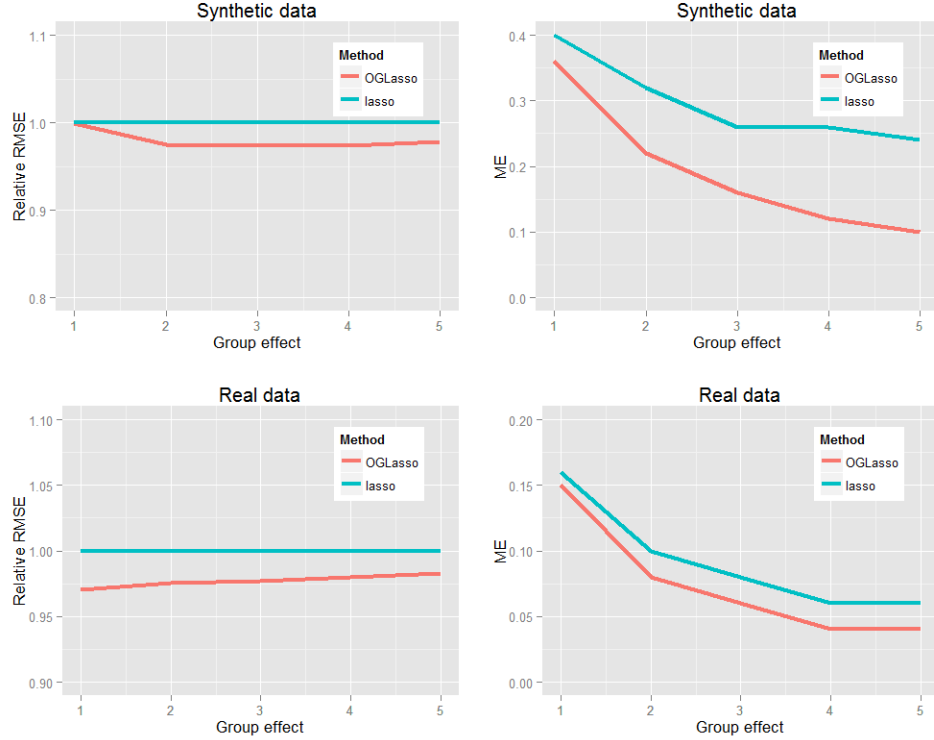 Synthetic data
1.1
1.0
0.9
0.8
Relative RMSE
Method
OGLasso
lasso
1 2 3 4 5
Group effect
Synthetic data
0.4
0.3
0.2
0.1
0.0
ME
Method
OGLasso
lasso
1 2 3 4 5
Group effect
Real data
1.10
1.05
1.00
0.95
0.90
Relative RMSE
Method
OGLasso
lasso
1 2 3 4 5
Group effect
Real data
0.20
0.15
0.10
0.05
0.00
ME
Method
OGLasso
lasso
1 2 3 4 5
Group effect